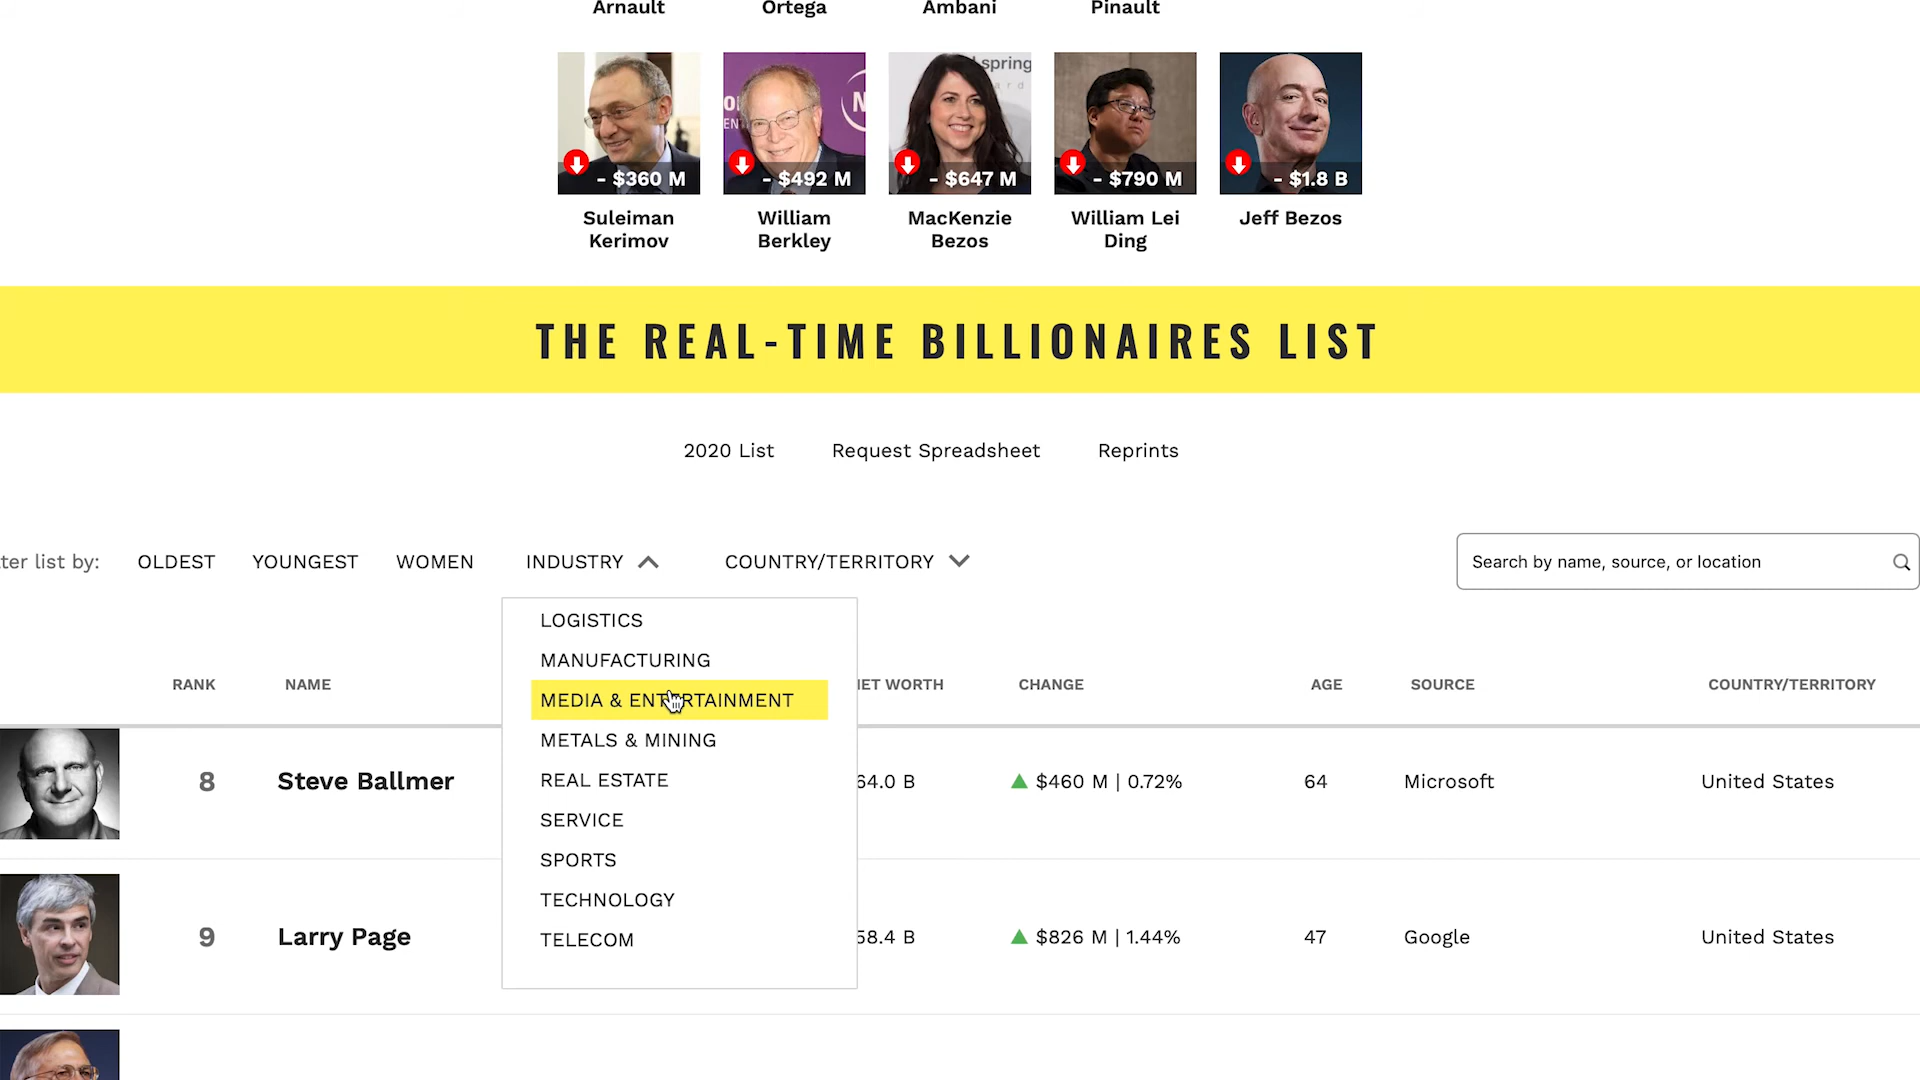 Arnault Ortega Ambani Pinault
spring
- $360 M - $492 M - $647 M - $790 M - $1.8 B
Suleiman Kerimov
William Berkley
MacKenzie Bezos
William Lei Ding
Jeff Bezos
THE REAL-TIME BILLIONAIRES LIST
2020 List Request Spreadsheet Reprints
ter list by: OLDEST YOUNGEST WOMEN INDUSTRY COUNTRY/TERRITORY Search by name, source, or location
LOGISTICS
MANUFACTURING
MEDIA & ENTERTAINMENT
METALS & MINING
REAL ESTATE
SERVICE
SPORTS
TECHNOLOGY
TELECOM
RANK NAME NET WORTH CHANGE AGE SOURCE COUNTRY/TERRITORY
8 Steve Ballmer 64.0 B $460 M | 0.72% 64 Microsoft United States
9 Larry Page 58.4 B $826 M | 1.44% 47 Google United States